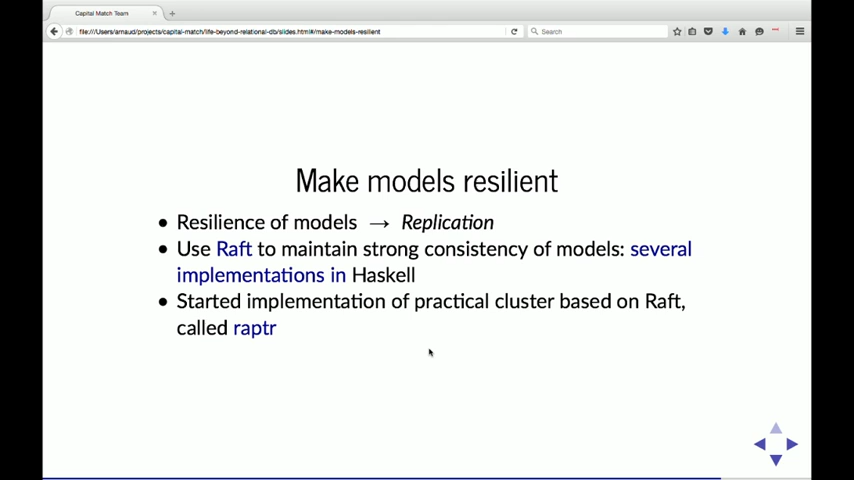 Capital Match Team
file:///Users/arnaud/projects/capital-match/life-beyond-relational-db/slides.html#/make-models-resilient
Search
Make models resilient
• Resilience of models → Replication
• Use Raft to maintain strong consistency of models: several
implementations in Haskell
• Started implementation of practical cluster based on Raft,
called raptr